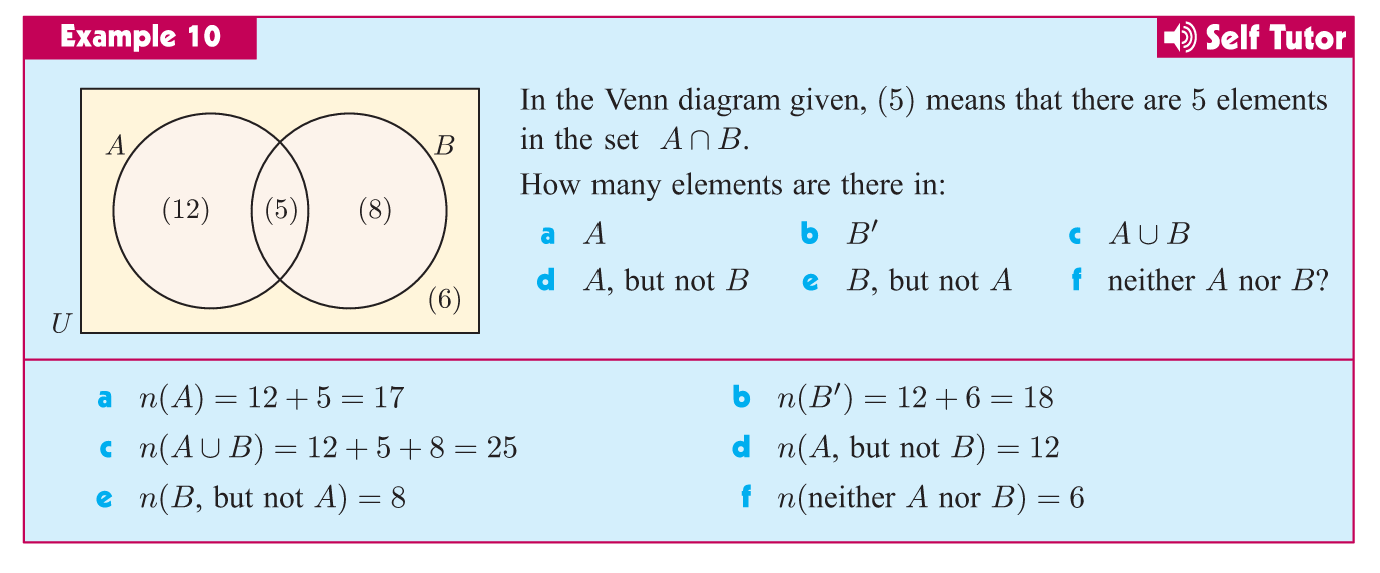 Example 10
Self Tutor
In the Venn diagram given, (5) means that there are 5 elements
in the set A ∩ B.
How many elements are there in:
a A b B′ c A ∪ B
d A, but not B e B, but not A f neither A nor B?
A B
(12) (5) (8)
(6)
U
a n(A) = 12 + 5 = 17 b n(B′) = 12 + 6 = 18
c n(A ∪ B) = 12 + 5 + 8 = 25 d n(A, but not B) = 12
e n(B, but not A) = 8 f n(neither A nor B) = 6